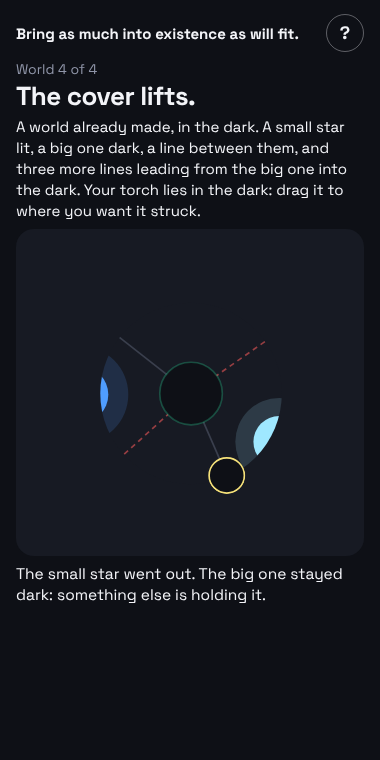 Bring as much into existence as will fit.
?
World 4 of 4
The cover lifts.
A world already made, in the dark. A small star
lit, a big one dark, a line between them, and
three more lines leading from the big one into
the dark. Your torch lies in the dark: drag it to
where you want it struck.
The small star went out. The big one stayed
dark: something else is holding it.